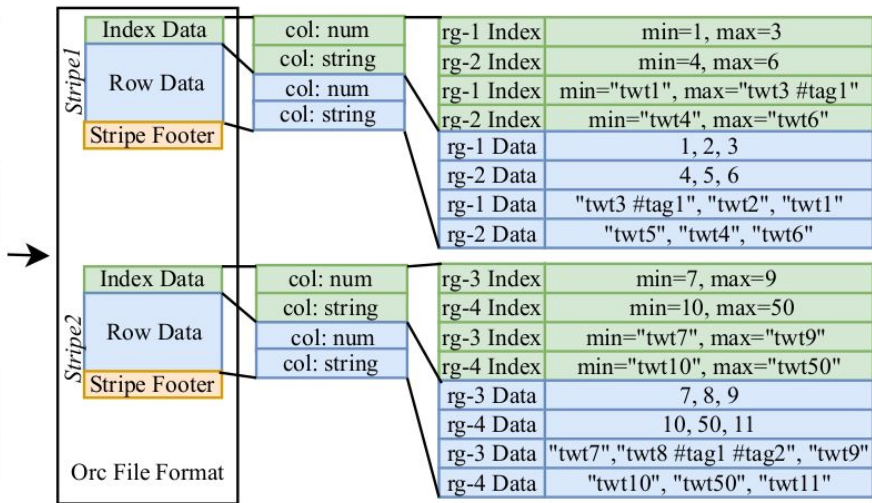 Stripe1
Index Data
Row Data
Stripe Footer
col: num
col: string
col: num
col: string
rg-1 Index min=1, max=3
rg-2 Index min=4, max=6
rg-1 Index min="twt1", max="twt3 #tag1"
rg-2 Index min="twt4", max="twt6"
rg-1 Data 1, 2, 3
rg-2 Data 4, 5, 6
rg-1 Data "twt3 #tag1", "twt2", "twt1"
rg-2 Data "twt5", "twt4", "twt6"
Stripe2
Index Data
Row Data
Stripe Footer
col: num
col: string
col: num
col: string
rg-3 Index min=7, max=9
rg-4 Index min=10, max=50
rg-3 Index min="twt7", max="twt9"
rg-4 Index min="twt10", max="twt50"
rg-3 Data 7, 8, 9
rg-4 Data 10, 50, 11
rg-3 Data "twt7","twt8 #tag1 #tag2", "twt9"
rg-4 Data "twt10", "twt50", "twt11"
Orc File Format